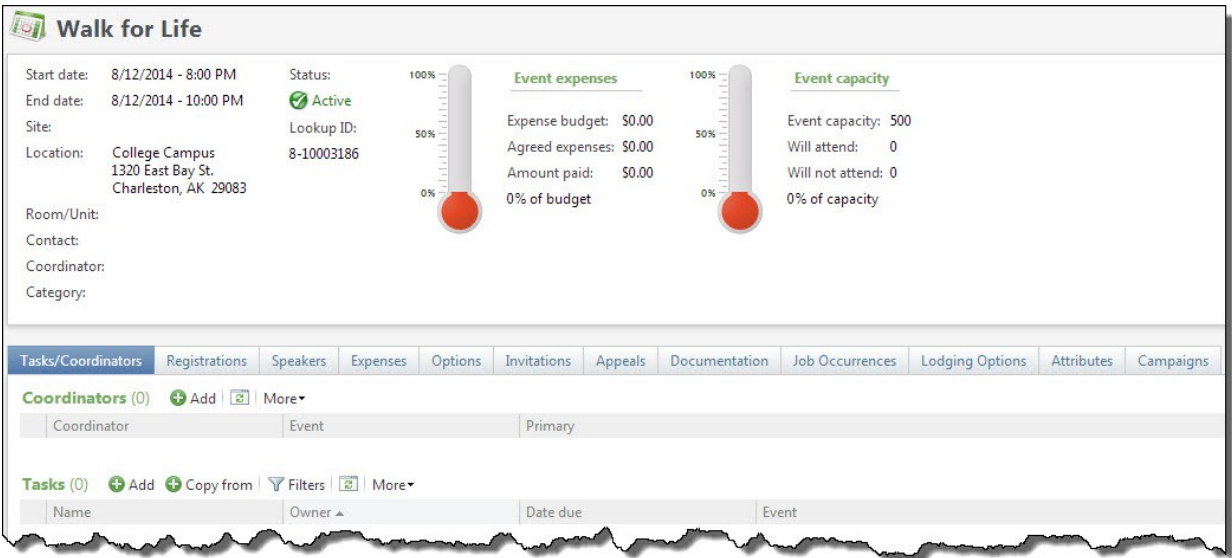 Walk for Life
Start date: 8/12/2014 - 8:00 PM
End date: 8/12/2014 - 10:00 PM
Site:
Location: College Campus
1320 East Bay St.
Charleston, AK 29083
Room/Unit:
Contact:
Coordinator:
Category:
Status:
Active
Lookup ID:
8-10003186
100%
50%
0%
Event expenses
Expense budget: $0.00
Agreed expenses: $0.00
Amount paid: $0.00
0% of budget
100%
50%
0%
Event capacity
Event capacity: 500
Will attend: 0
Will not attend: 0
0% of capacity
Tasks/Coordinators Registrations Speakers Expenses Options Invitations Appeals Documentation Job Occurrences Lodging Options Attributes Campaigns
Coordinators (0) Add More
Coordinator Event Primary
Tasks (0) Add Copy from Filters More
Name Owner Date due Event